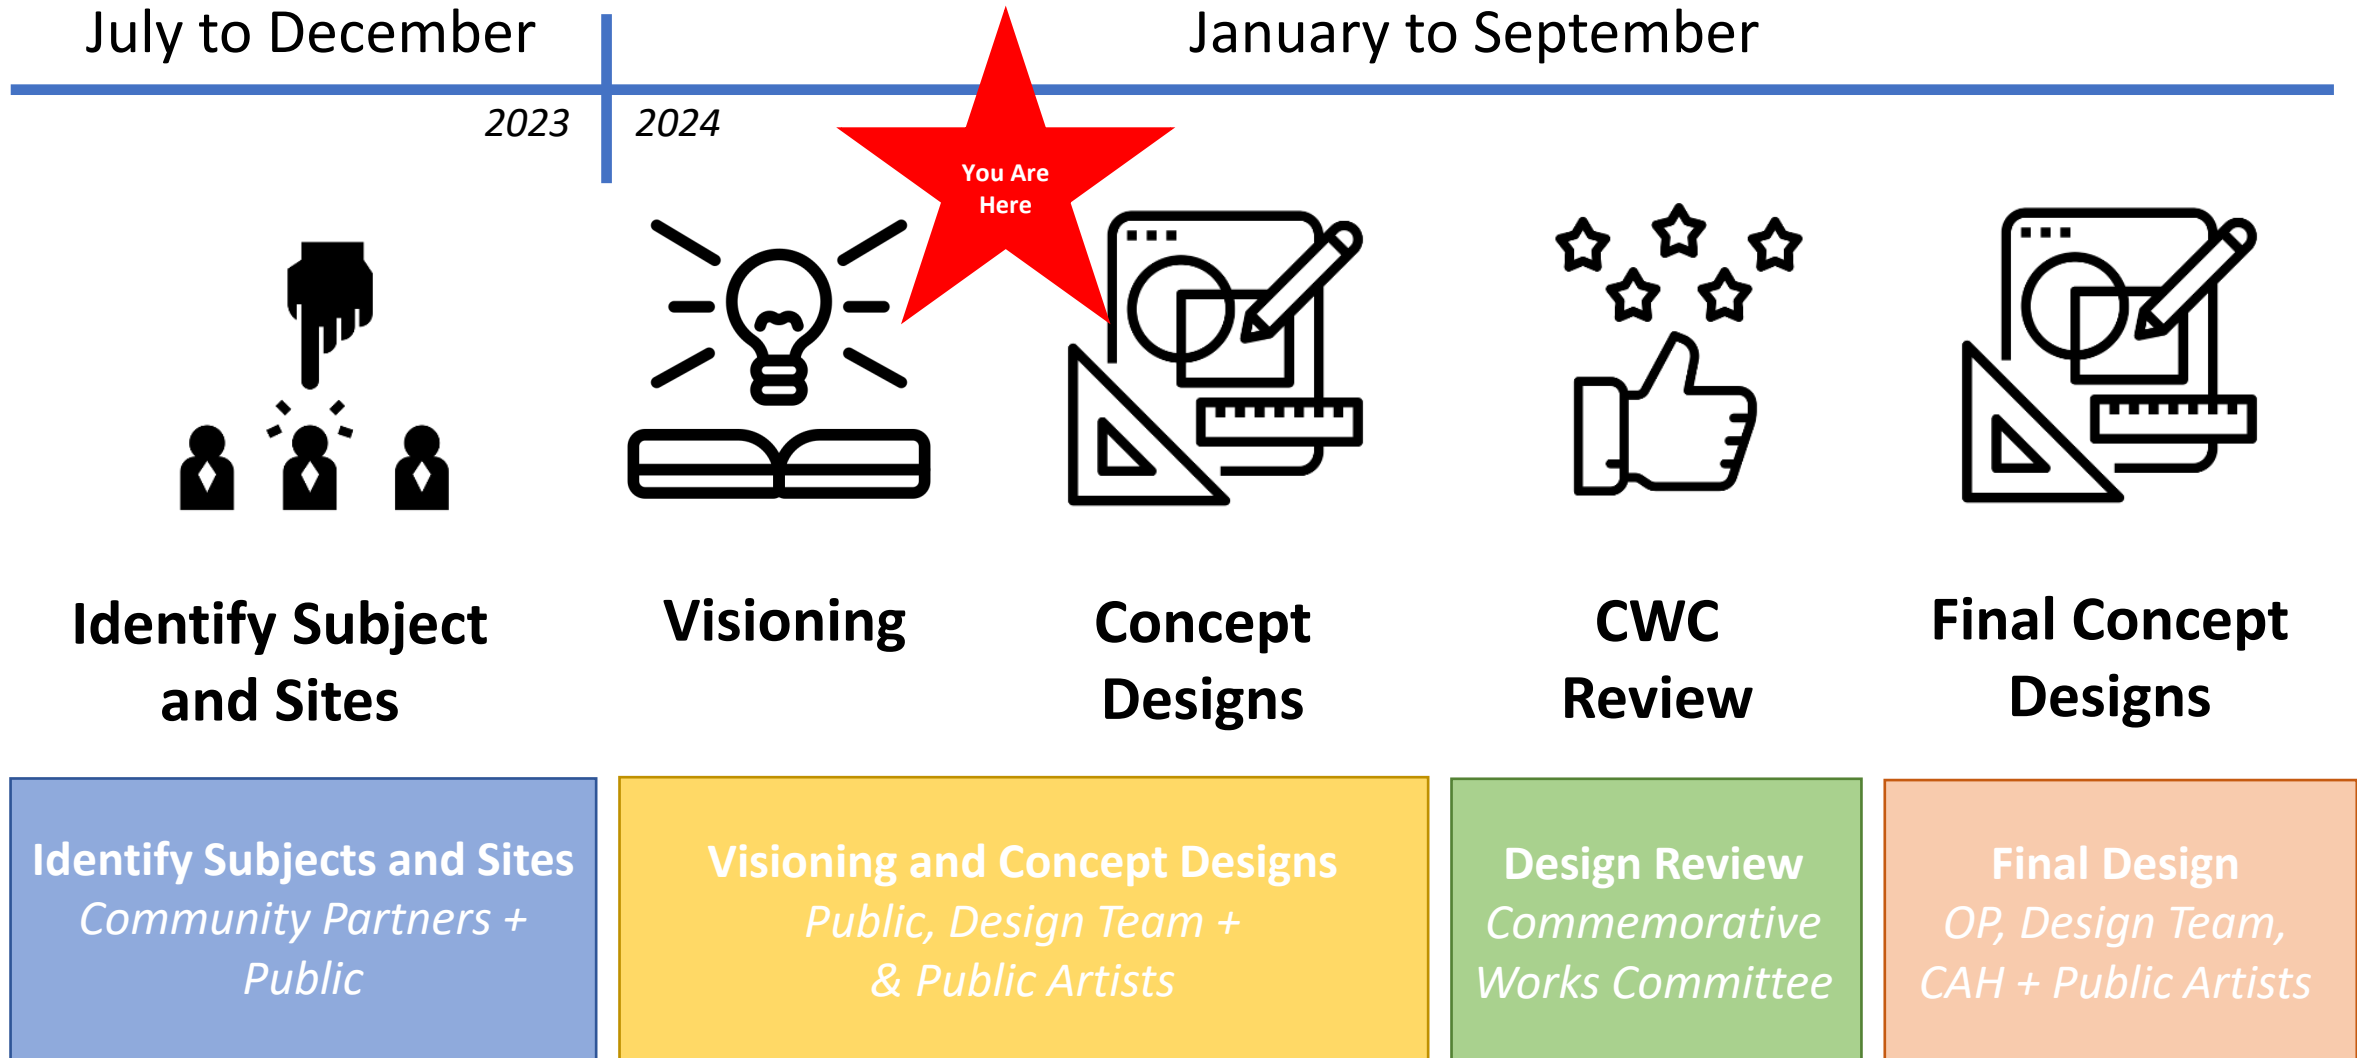 July to December
January to September
2023
2024
You Are
Here
Identify Subject
and Sites
Visioning
Concept
Designs
CWC
Review
Final Concept
Designs
Identify Subjects and Sites
Community Partners +
Public
Visioning and Concept Designs
Public, Design Team +
& Public Artists
Design Review
Commemorative
Works Committee
Final Design
OP, Design Team,
CAH + Public Artists